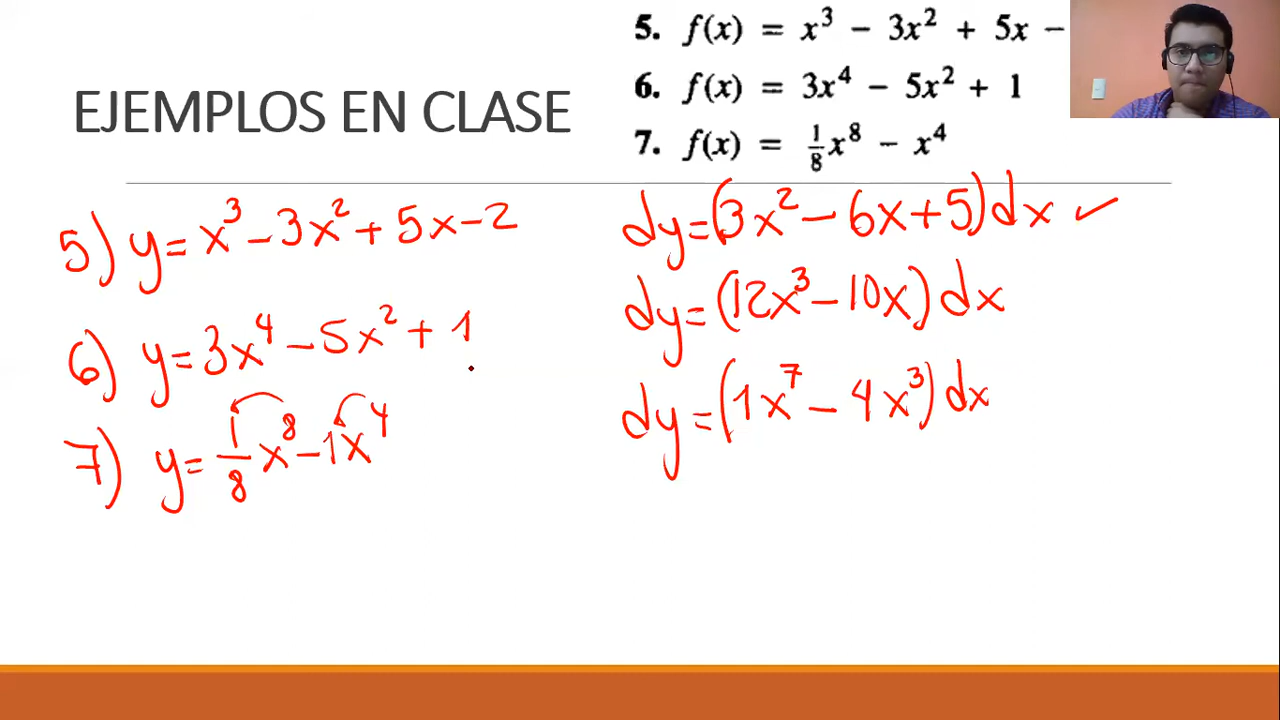 EJEMPLOS EN CLASE
5. f(x) = x³ − 3x² + 5x −
6. f(x) = 3x⁴ − 5x² + 1
7. f(x) = 1/8 x⁸ − x⁴
5) y = x³ − 3x² + 5x − 2
dy = (3x² − 6x + 5) dx ✓
6) y = 3x⁴ − 5x² + 1
dy = (12x³ − 10x) dx
7) y = 1/8 x⁸ − 1x⁴
dy = (1x⁷ − 4x³) dx